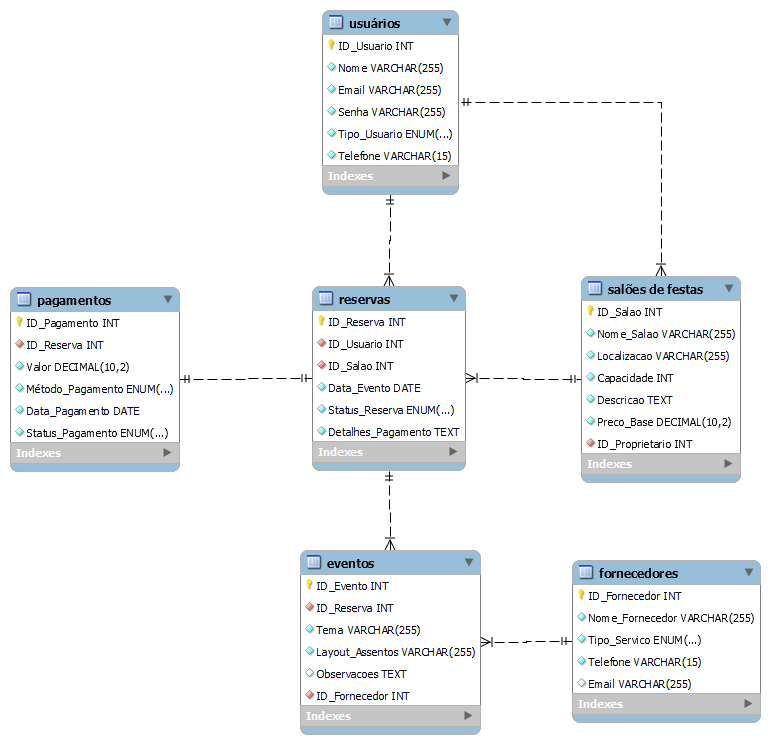 usuários
ID_Usuario INT
Nome VARCHAR(255)
Email VARCHAR(255)
Senha VARCHAR(255)
Tipo_Usuario ENUM(...)
Telefone VARCHAR(15)
Indexes
pagamentos
ID_Pagamento INT
ID_Reserva INT
Valor DECIMAL(10,2)
Método_Pagamento ENUM(...)
Data_Pagamento DATE
Status_Pagamento ENUM(...)
Indexes
reservas
ID_Reserva INT
ID_Usuario INT
ID_Salao INT
Data_Evento DATE
Status_Reserva ENUM(...)
Detalhes_Pagamento TEXT
Indexes
salões de festas
ID_Salao INT
Nome_Salao VARCHAR(255)
Localizacao VARCHAR(255)
Capacidade INT
Descricao TEXT
Preco_Base DECIMAL(10,2)
ID_Proprietario INT
Indexes
eventos
ID_Evento INT
ID_Reserva INT
Tema VARCHAR(255)
Layout_Assentos VARCHAR(255)
Observacoes TEXT
ID_Fornecedor INT
Indexes
fornecedores
ID_Fornecedor INT
Nome_Fornecedor VARCHAR(255)
Tipo_Servico ENUM(...)
Telefone VARCHAR(15)
Email VARCHAR(255)
Indexes